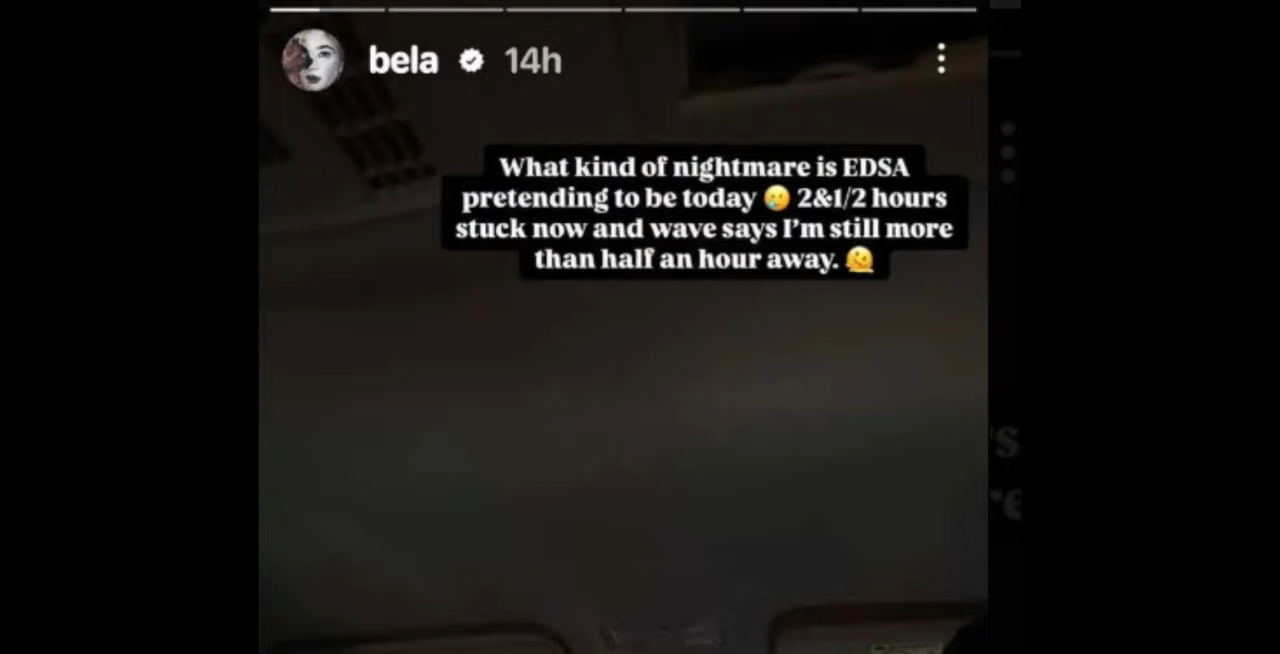 bela 14h
What kind of nightmare is EDSA
pretending to be today 🥲 2&1/2 hours
stuck now and wave says I'm still more
than half an hour away. 🫠
's
re